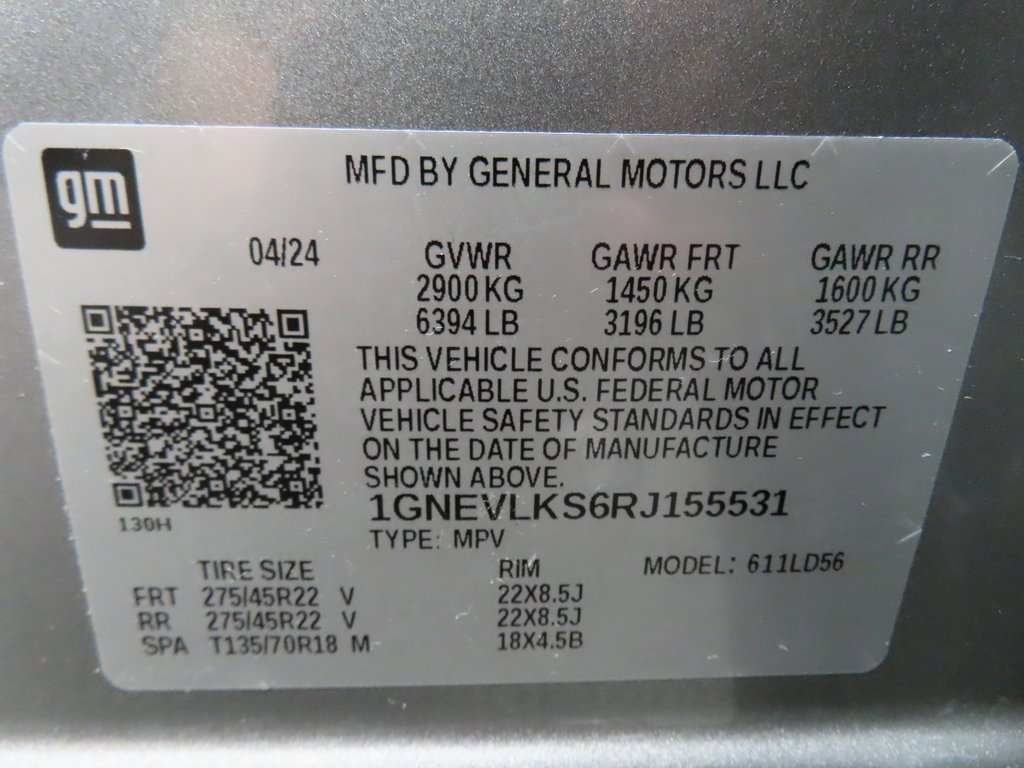 gm
MFD BY GENERAL MOTORS LLC
04/24 GVWR GAWR FRT GAWR RR
2900 KG 1450 KG 1600 KG
6394 LB 3196 LB 3527 LB
THIS VEHICLE CONFORMS TO ALL
APPLICABLE U.S. FEDERAL MOTOR
VEHICLE SAFETY STANDARDS IN EFFECT
ON THE DATE OF MANUFACTURE
SHOWN ABOVE.
1GNEVLKS6RJ155531
130H
TYPE: MPV
TIRE SIZE RIM MODEL: 611LD56
FRT 275/45R22 V 22X8.5J
RR 275/45R22 V 22X8.5J
SPA T135/70R18 M 18X4.5B